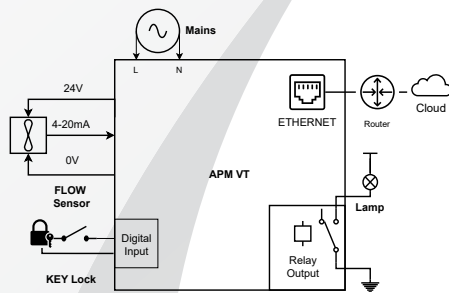 Mains
L N
24V
4-20mA
0V
FLOW
Sensor
ETHERNET
Router
Cloud
APM VT
Lamp
Digital
Input
KEY Lock
Relay
Output